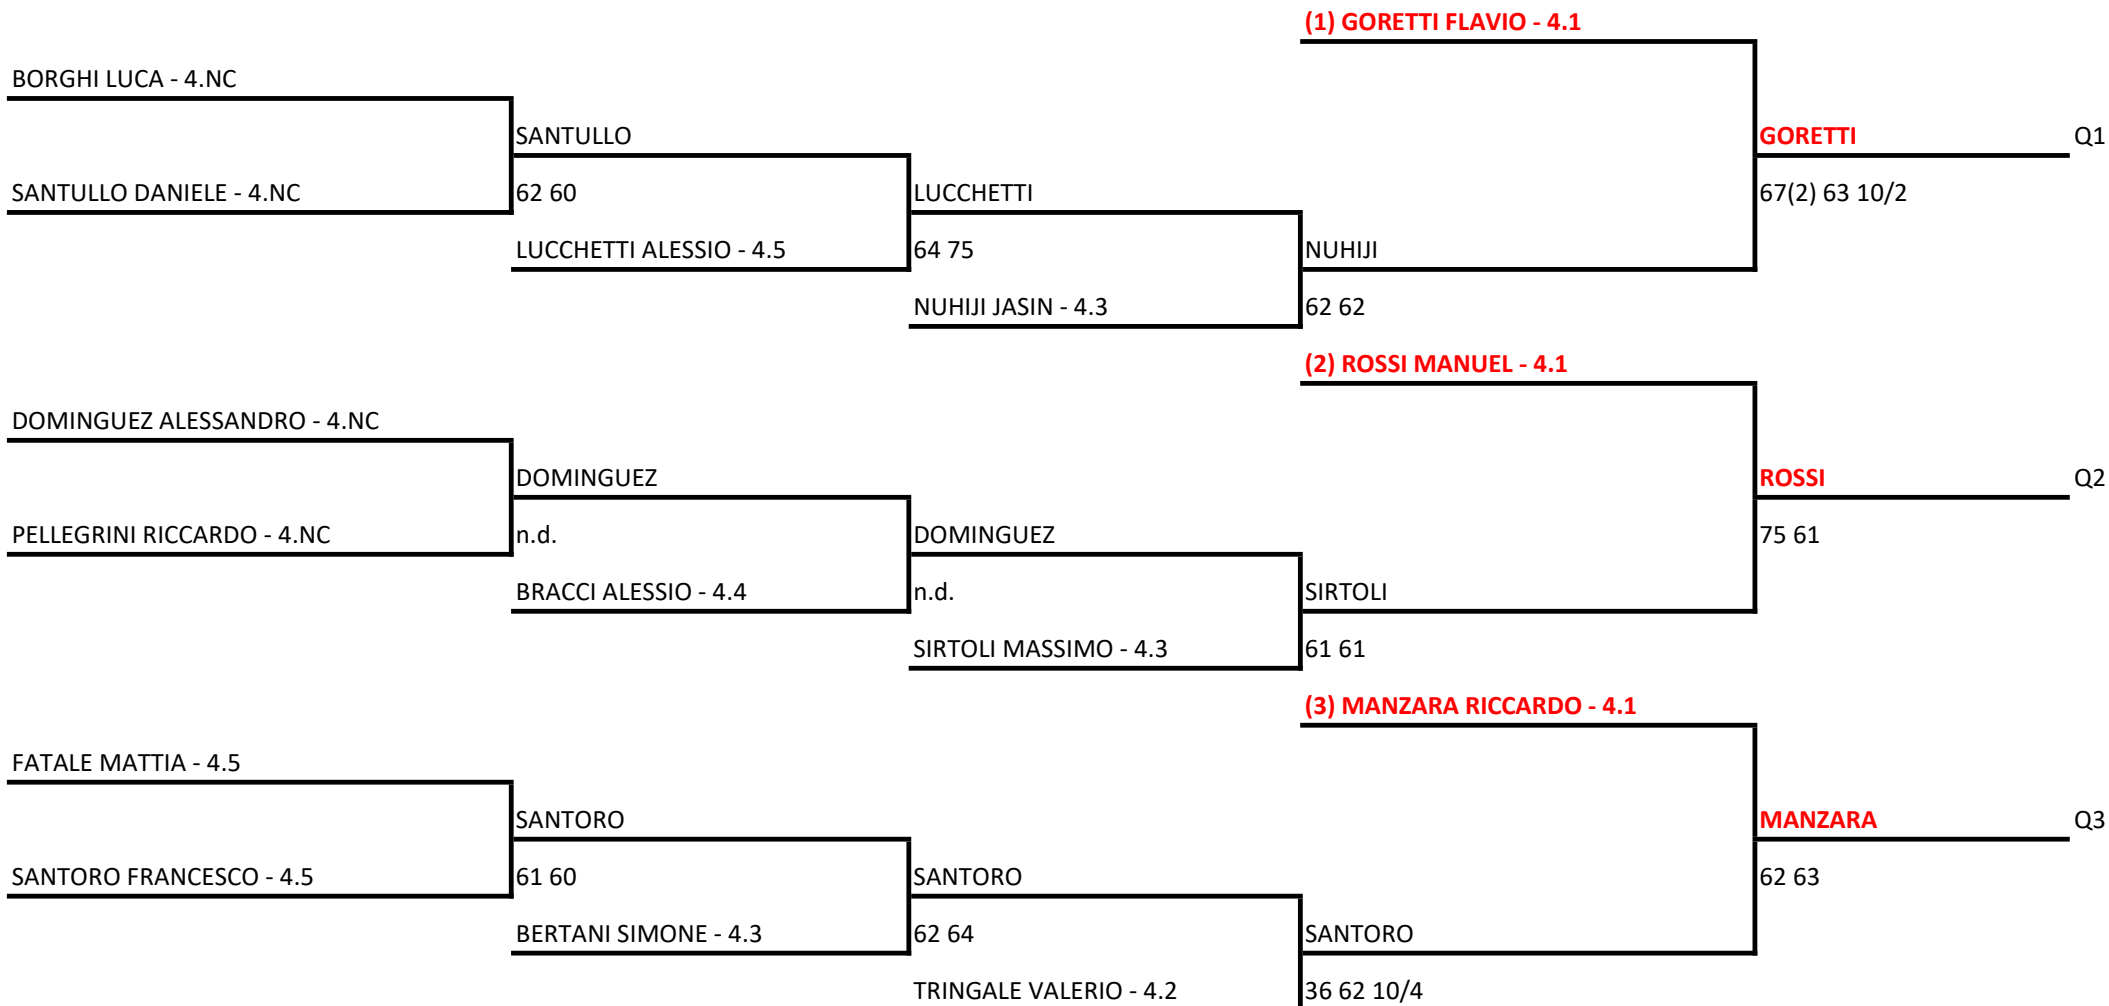 (1) GORETTI FLAVIO - 4.1
BORGHI LUCA - 4.NC
SANTULLO
GORETTI
Q1
SANTULLO DANIELE - 4.NC
62 60
LUCCHETTI
67(2) 63 10/2
LUCCHETTI ALESSIO - 4.5
64 75
NUHIJI
NUHIJI JASIN - 4.3
62 62
(2) ROSSI MANUEL - 4.1
DOMINGUEZ ALESSANDRO - 4.NC
DOMINGUEZ
ROSSI
Q2
PELLEGRINI RICCARDO - 4.NC
n.d.
DOMINGUEZ
75 61
BRACCI ALESSIO - 4.4
n.d.
SIRTOLI
SIRTOLI MASSIMO - 4.3
61 61
(3) MANZARA RICCARDO - 4.1
FATALE MATTIA - 4.5
SANTORO
MANZARA
Q3
SANTORO FRANCESCO - 4.5
61 60
SANTORO
62 63
BERTANI SIMONE - 4.3
62 64
SANTORO
TRINGALE VALERIO - 4.2
36 62 10/4